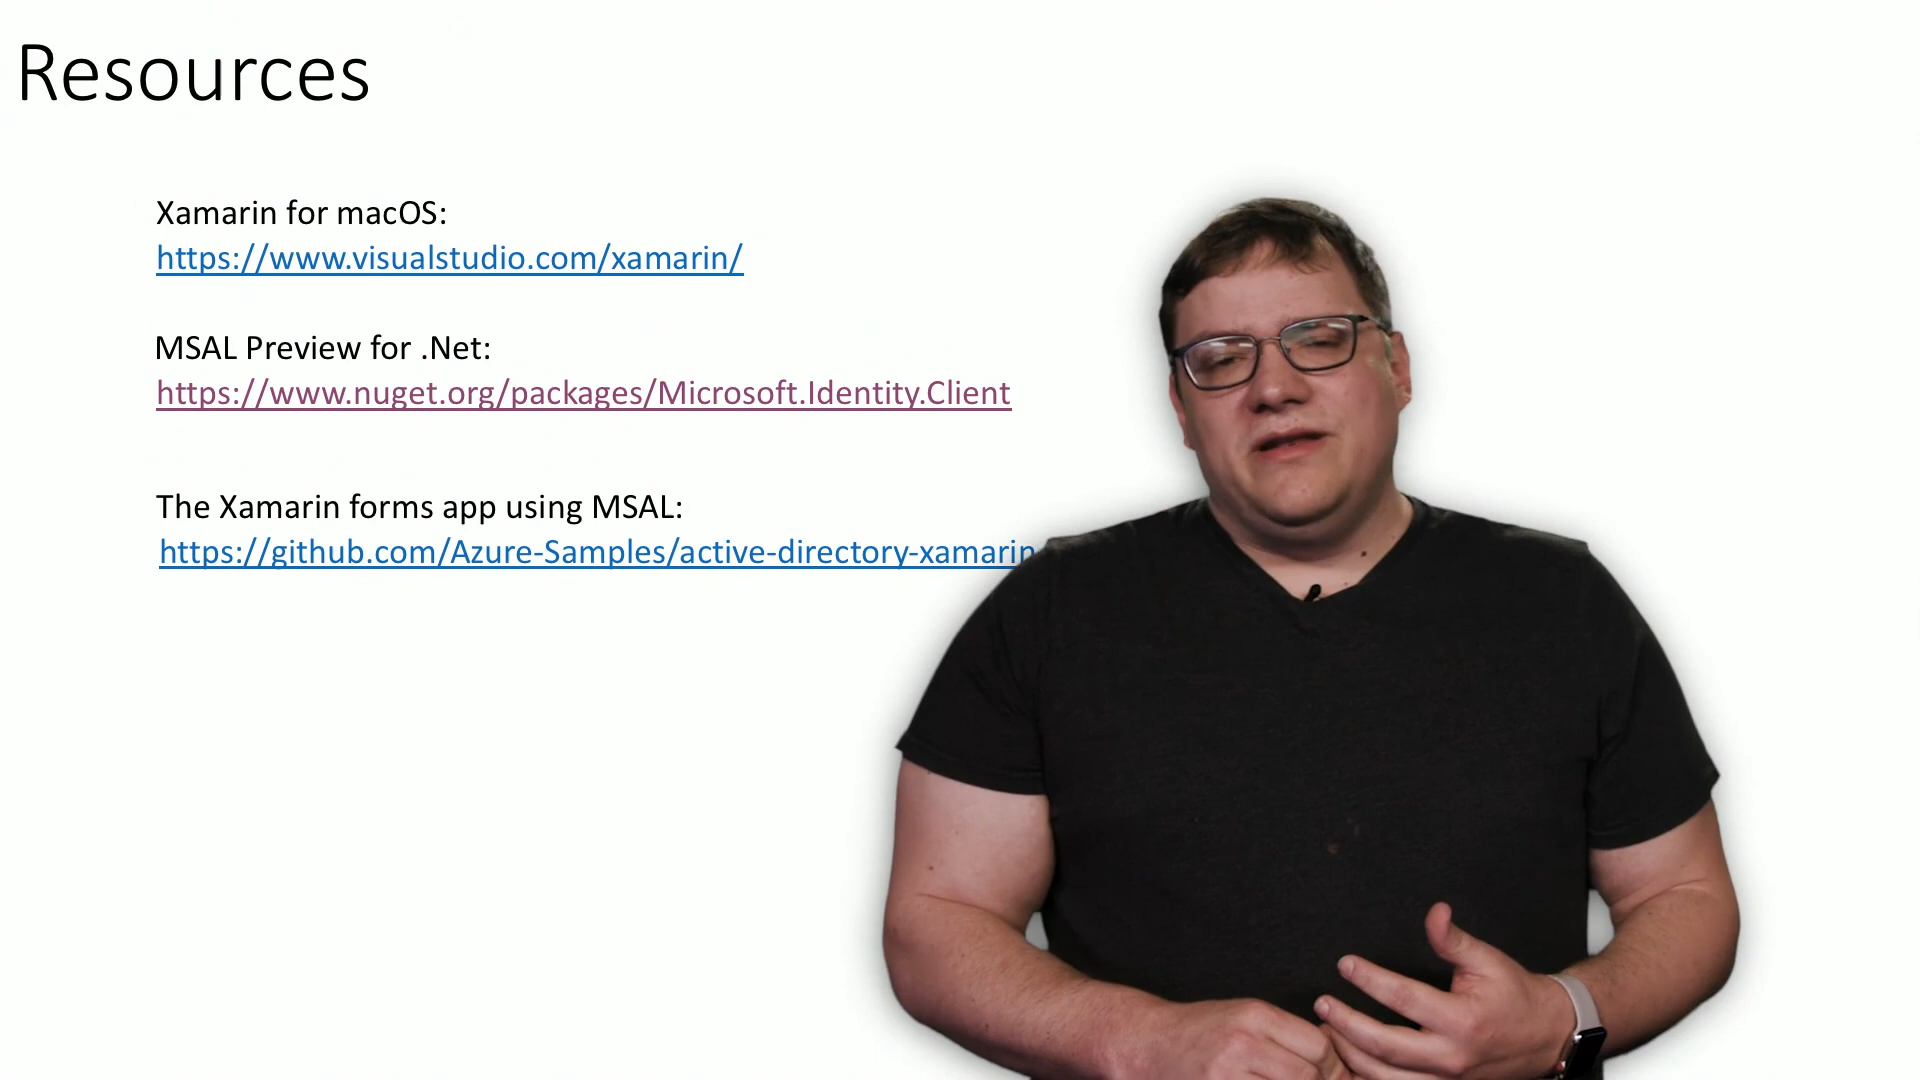 Resources
Xamarin for macOS:
https://www.visualstudio.com/xamarin/
MSAL Preview for .Net:
https://www.nuget.org/packages/Microsoft.Identity.Client
The Xamarin forms app using MSAL:
https://github.com/Azure-Samples/active-directory-xamarin